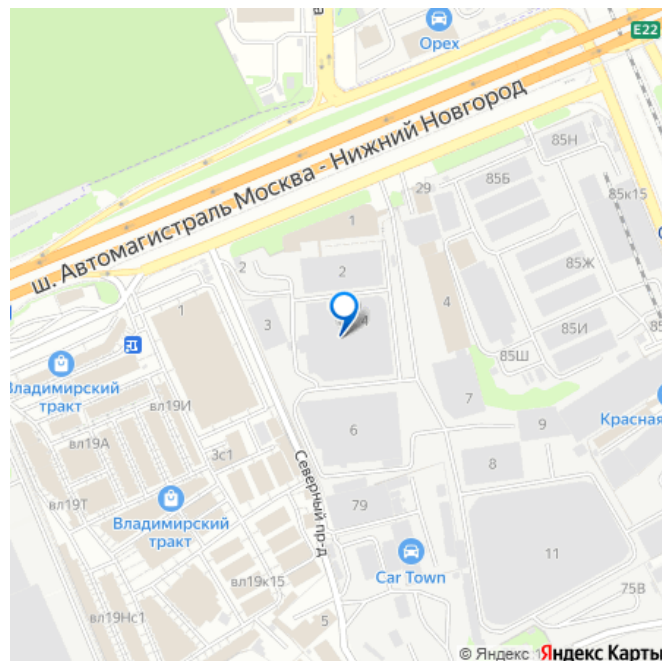 E22
Орех
ш. Автомагистраль Москва - Нижний Новгород
85Н
85Б
29
85к15
1
2
2
85Ж
1
3
4
4
85И
85Ш
Владимирский
тракт
вл19И
7
Красная
вл19А
6
9
3с1
8
вл19Т
Северный пр-д
79
Владимирский
тракт
11
Car Town
вл19к15
75В
вл19Нс1
5
© Яндекс
Яндекс Карты